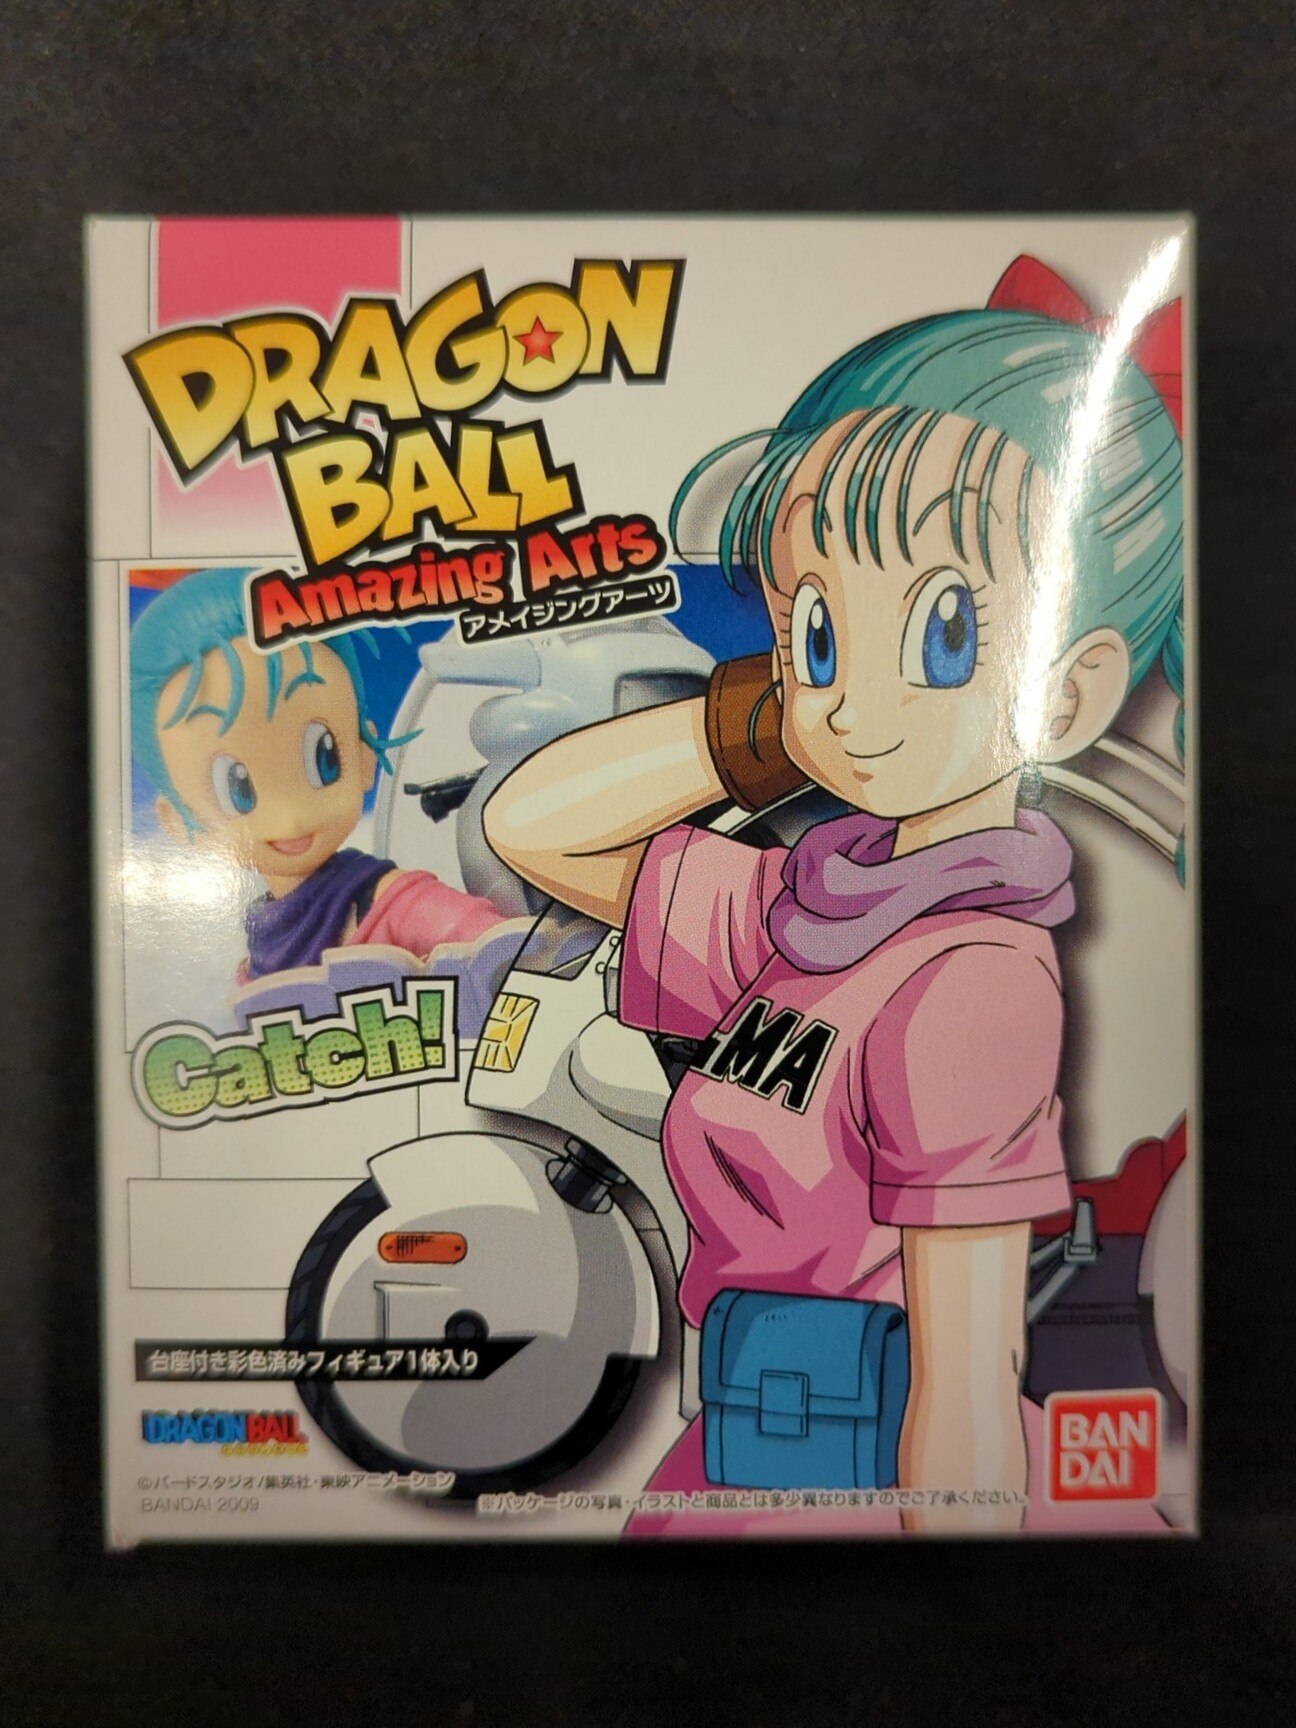 DRAGON
BALL
Amazing Arts
アメイジングアーツ
Catch!
MA
台座付き彩色済みフィギュア1体入り
DRAGON BALL
©バードスタジオ/集英社・東映アニメーション
BANDAI 2009
※パッケージの写真・イラストと商品とは多少異なりますのでご了承ください。
BAN
DAI